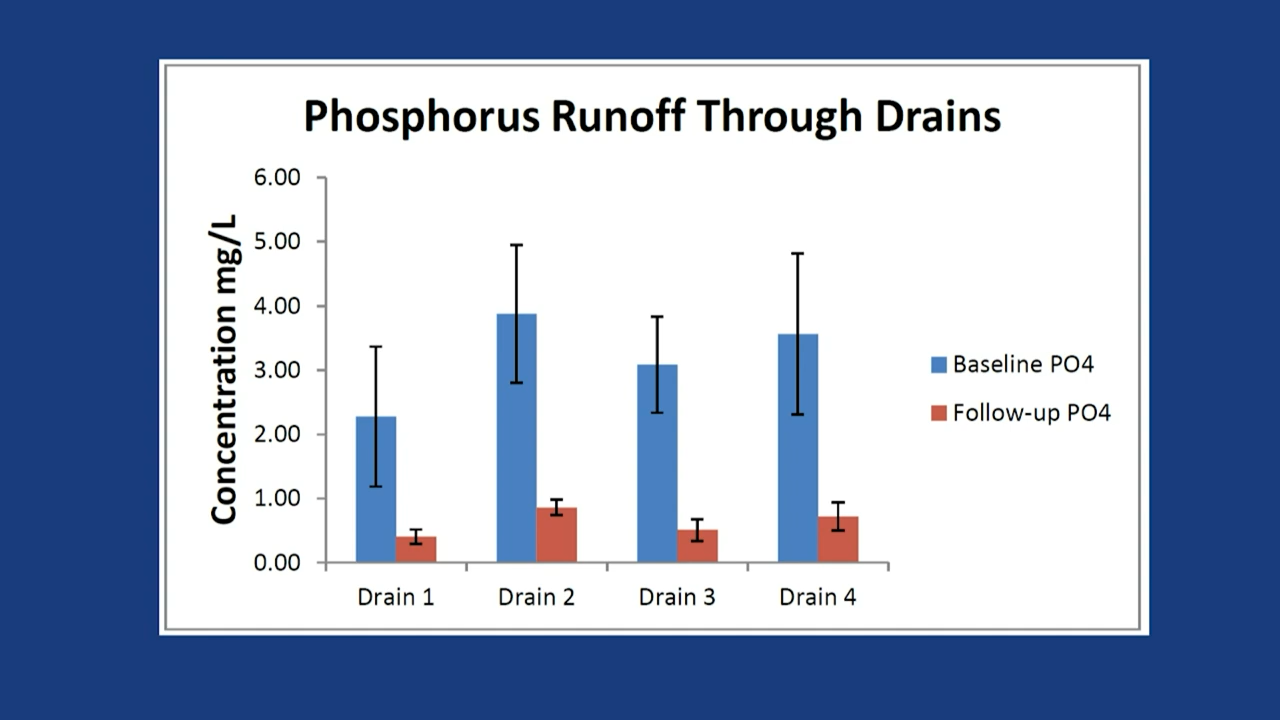 Phosphorus Runoff Through Drains
Concentration mg/L
6.00
5.00
4.00
3.00
2.00
1.00
0.00
Drain 1
Drain 2
Drain 3
Drain 4
Baseline PO4
Follow-up PO4